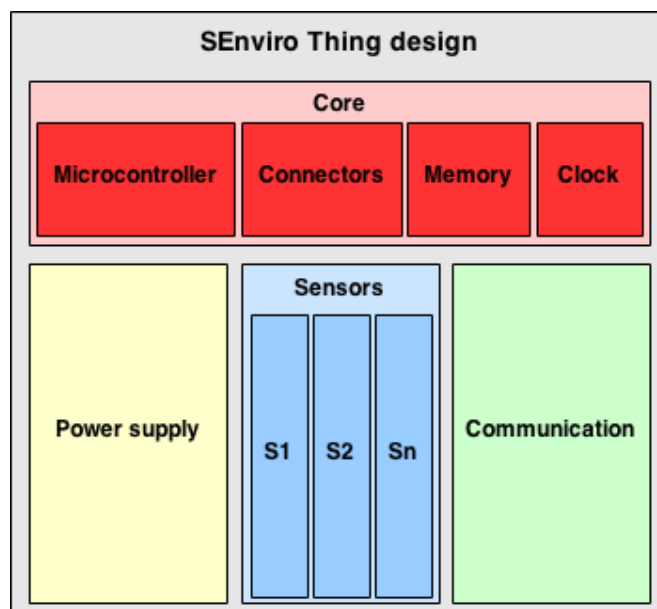 SEnviro Thing design
Core
Microcontroller
Connectors
Memory
Clock
Power supply
Sensors
S1
S2
Sn
Communication